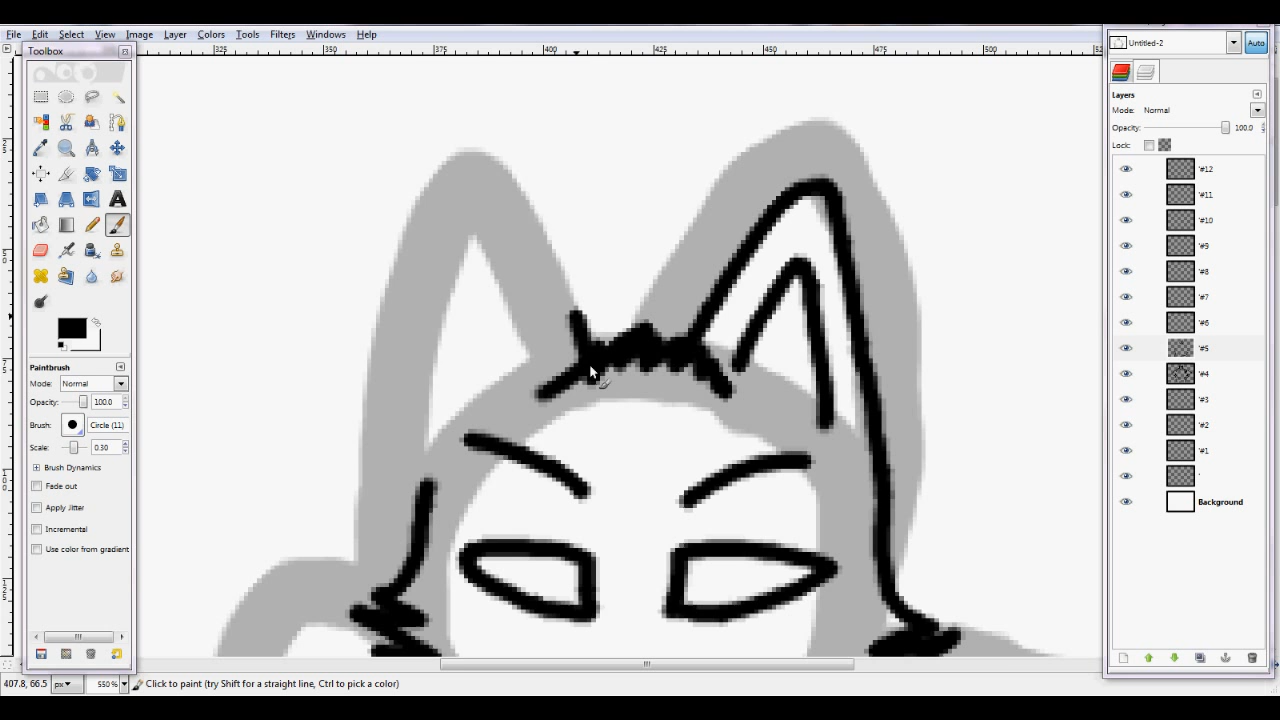 File Edit Select View Image Layer Colors Tools Filters Windows Help
Toolbox
325 375 400 425 450 475 500
Untitled-2
Auto
Layers
Mode: Normal
Opacity: 100.0
Lock:
'#12
'#11
'#10
'#9
'#8
'#7
'#6
'#5
'#4
'#3
'#2
'#1
Background
Paintbrush
Mode: Normal
Opacity: 100.0
Brush: Circle (11)
Scale: 0.30
Brush Dynamics
Fade out
Apply Jitter
Incremental
Use color from gradient
407.8, 66.5 px 550% Click to paint (try Shift for a straight line, Ctrl to pick a color)